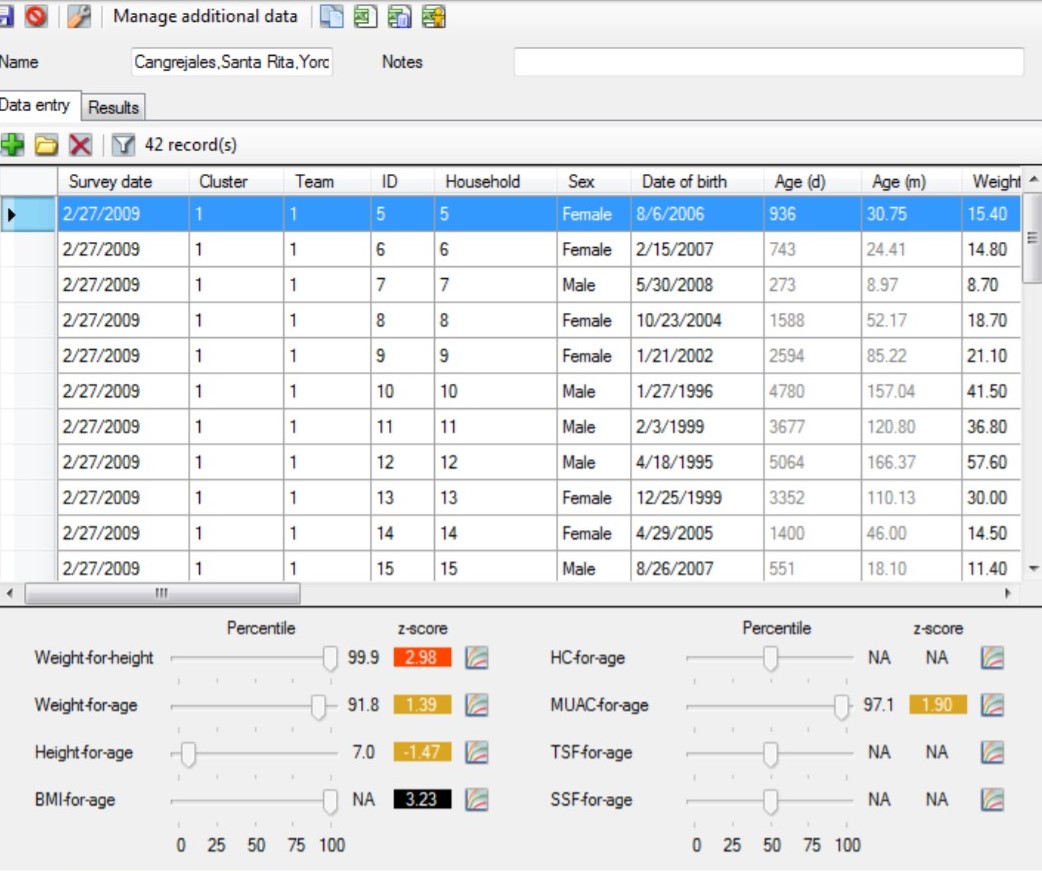 Manage additional data
Name Cangrejales,Santa Rita,Yorc Notes
Data entry Results
42 record(s)
Survey date Cluster Team ID Household Sex Date of birth Age (d) Age (m) Weight
2/27/2009 1 1 5 5 Female 8/6/2006 936 30.75 15.40
2/27/2009 1 1 6 6 Female 2/15/2007 743 24.41 14.80
2/27/2009 1 1 7 7 Male 5/30/2008 273 8.97 8.70
2/27/2009 1 1 8 8 Female 10/23/2004 1588 52.17 18.70
2/27/2009 1 1 9 9 Female 1/21/2002 2594 85.22 21.10
2/27/2009 1 1 10 10 Male 1/27/1996 4780 157.04 41.50
2/27/2009 1 1 11 11 Male 2/3/1999 3677 120.80 36.80
2/27/2009 1 1 12 12 Male 4/18/1995 5064 166.37 57.60
2/27/2009 1 1 13 13 Female 12/25/1999 3352 110.13 30.00
2/27/2009 1 1 14 14 Female 4/29/2005 1400 46.00 14.50
2/27/2009 1 1 15 15 Male 8/26/2007 551 18.10 11.40
Percentile z-score Percentile z-score
Weight-for-height 99.9 2.98 HC-for-age NA NA
Weight-for-age 91.8 1.39 MUAC-for-age 97.1 1.90
Height-for-age 7.0 -1.47 TSF-for-age NA NA
BMI-for-age NA 3.23 SSF-for-age NA NA
0 25 50 75 100 0 25 50 75 100